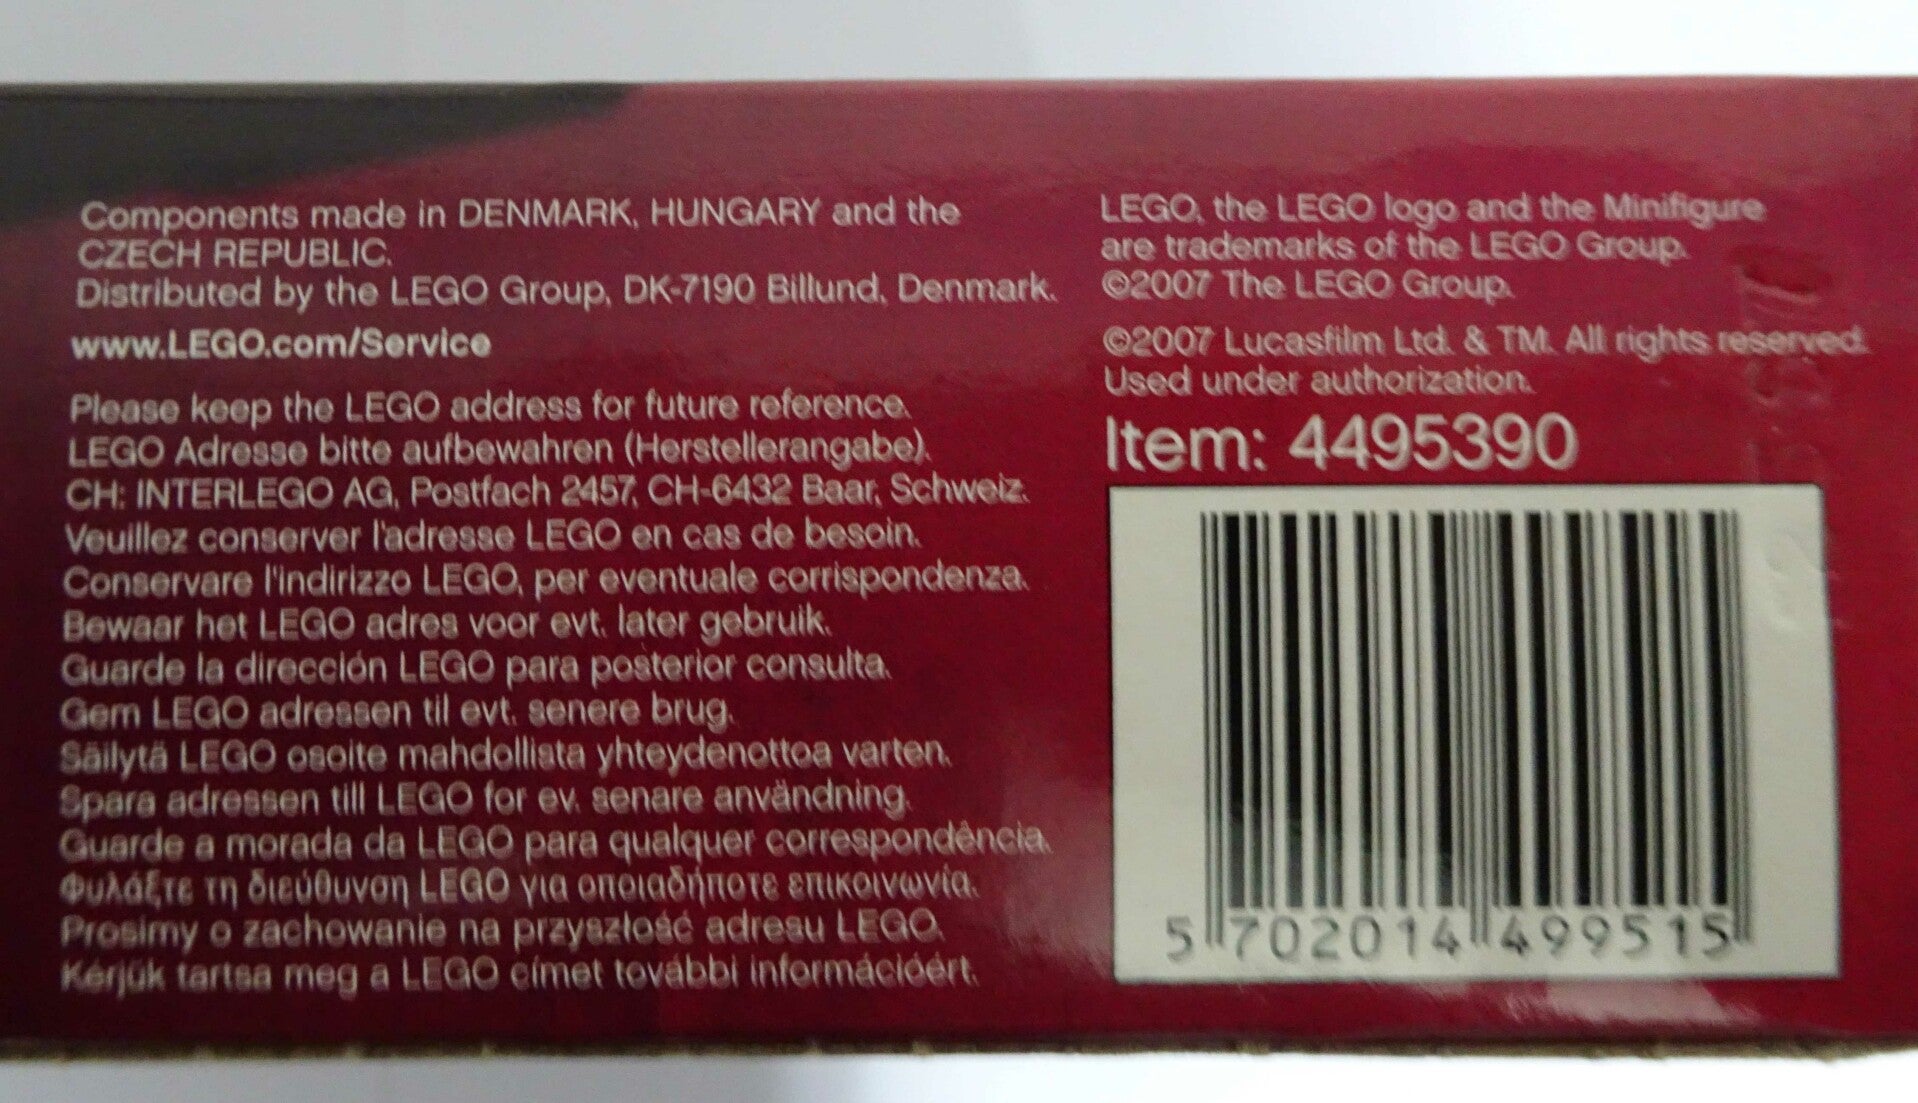 Components made in DENMARK, HUNGARY and the
CZECH REPUBLIC.
Distributed by the LEGO Group, DK-7190 Billund, Denmark.
www.LEGO.com/Service
Please keep the LEGO address for future reference.
LEGO Adresse bitte aufbewahren (Herstellerangabe).
CH: INTERLEGO AG, Postfach 2457, CH-6432 Baar, Schweiz.
Veuillez conserver l'adresse LEGO en cas de besoin.
Conservare l'indirizzo LEGO, per eventuale corrispondenza.
Bewaar het LEGO adres voor evt. later gebruik.
Guarde la dirección LEGO para posterior consulta.
Gem LEGO adressen til evt. senere brug.
Säilytä LEGO osoite mahdollista yhteydenottoa varten.
Spara adressen till LEGO for ev. senare användning.
Guarde a morada da LEGO para qualquer correspondência.
Φυλάξτε τη διεύθυνση LEGO για οποιαδήποτε επικοινωνία.
Prosimy o zachowanie na przyszłość adresu LEGO.
Kérjük tartsa meg a LEGO címet további információért.
LEGO, the LEGO logo and the Minifigure
are trademarks of the LEGO Group.
©2007 The LEGO Group.
©2007 Lucasfilm Ltd. & TM. All rights reserved.
Used under authorization.
Item: 4495390
5 702014 499515